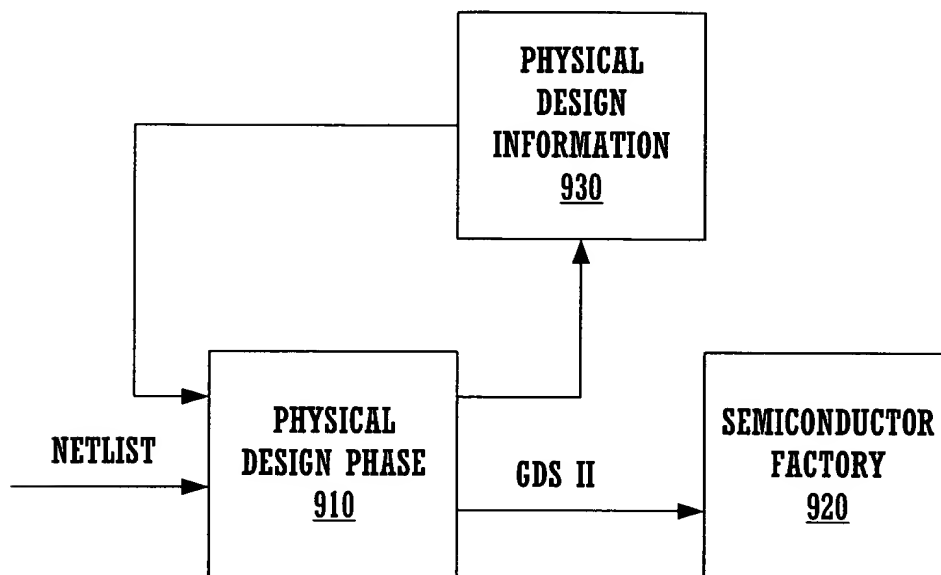 PHYSICAL
DESIGN
INFORMATION
930
NETLIST
PHYSICAL
DESIGN PHASE
910
GDS II
SEMICONDUCTOR
FACTORY
920